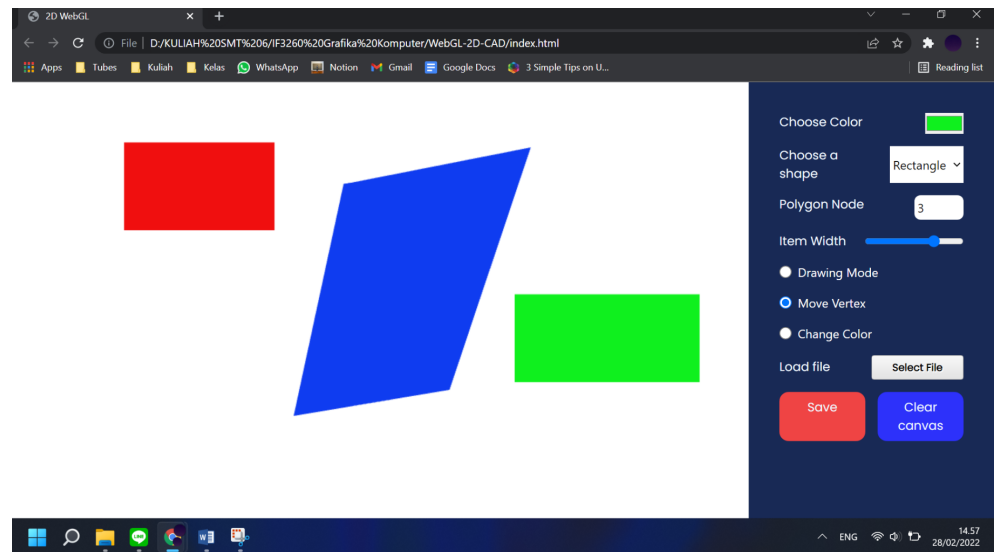 2D WebGL
File D:/KULIAH%20SMT%206/IF3260%20Grafika%20Komputer/WebGL-2D-CAD/index.html
Apps Tubes Kuliah Kelas WhatsApp Notion Gmail Google Docs 3 Simple Tips on U... Reading list
Choose Color
Choose a
shape
Rectangle
Polygon Node 3
Item Width
Drawing Mode
Move Vertex
Change Color
Load file Select File
Save
Clear
canvas
ENG
14.57
28/02/2022